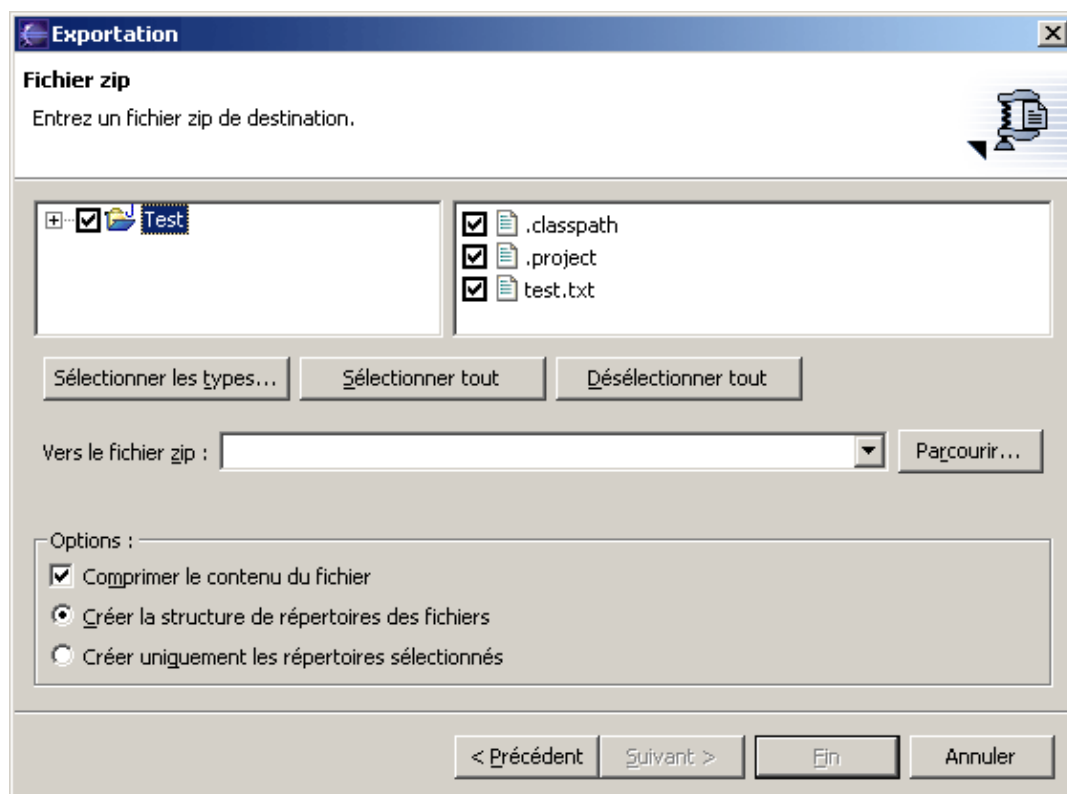 Exportation
Fichier zip
Entrez un fichier zip de destination.
Test
.classpath
.project
test.txt
Sélectionner les types... Sélectionner tout Désélectionner tout
Vers le fichier zip : Parcourir...
Options :
Comprimer le contenu du fichier
Créer la structure de répertoires des fichiers
Créer uniquement les répertoires sélectionnés
< Précédent Suivant > Fin Annuler